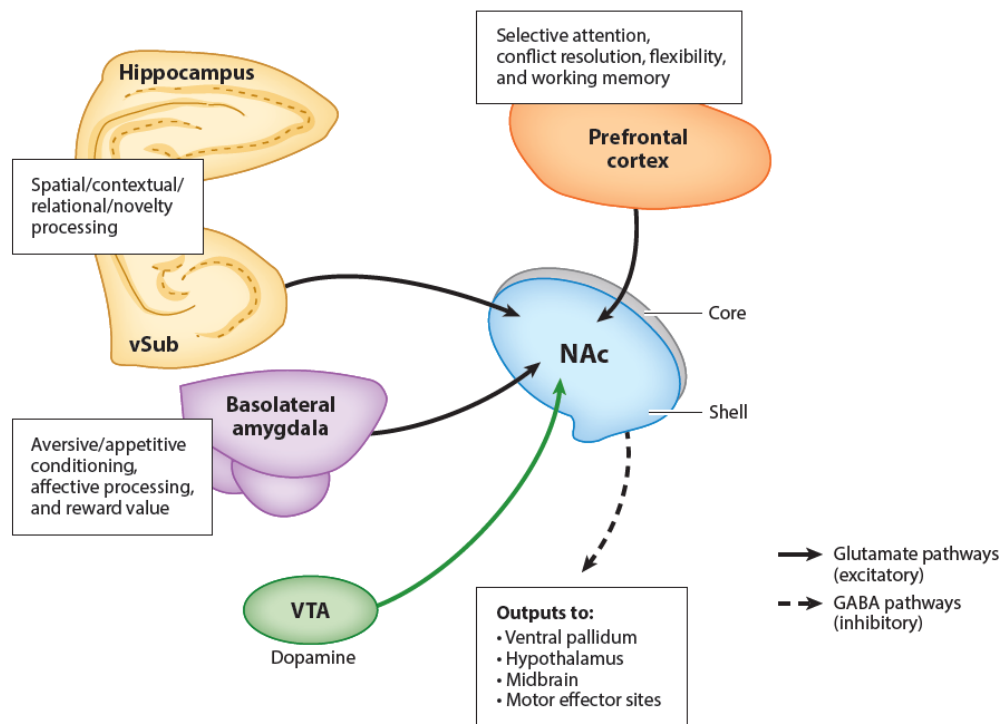 Hippocampus
Spatial/contextual/
relational/novelty
processing
vSub
Selective attention,
conflict resolution, flexibility,
and working memory
Prefrontal
cortex
Core
NAc
Shell
Basolateral
amygdala
Aversive/appetitive
conditioning,
affective processing,
and reward value
VTA
Dopamine
Outputs to:
• Ventral pallidum
• Hypothalamus
• Midbrain
• Motor effector sites
Glutamate pathways
(excitatory)
GABA pathways
(inhibitory)